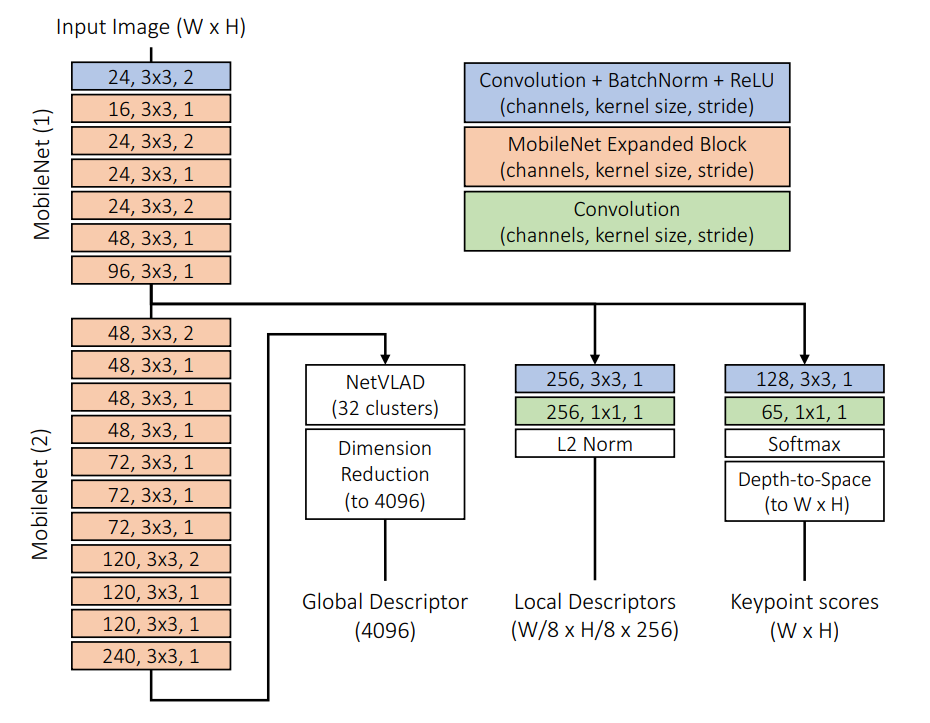 Input Image (W x H)
MobileNet (1)
24, 3x3, 2
16, 3x3, 1
24, 3x3, 2
24, 3x3, 1
24, 3x3, 2
48, 3x3, 1
96, 3x3, 1
Convolution + BatchNorm + ReLU
(channels, kernel size, stride)
MobileNet Expanded Block
(channels, kernel size, stride)
Convolution
(channels, kernel size, stride)
MobileNet (2)
48, 3x3, 2
48, 3x3, 1
48, 3x3, 1
48, 3x3, 1
72, 3x3, 1
72, 3x3, 1
72, 3x3, 1
120, 3x3, 2
120, 3x3, 1
120, 3x3, 1
240, 3x3, 1
NetVLAD
(32 clusters)
Dimension
Reduction
(to 4096)
Global Descriptor
(4096)
256, 3x3, 1
256, 1x1, 1
L2 Norm
Local Descriptors
(W/8 x H/8 x 256)
128, 3x3, 1
65, 1x1, 1
Softmax
Depth-to-Space
(to W x H)
Keypoint scores
(W x H)